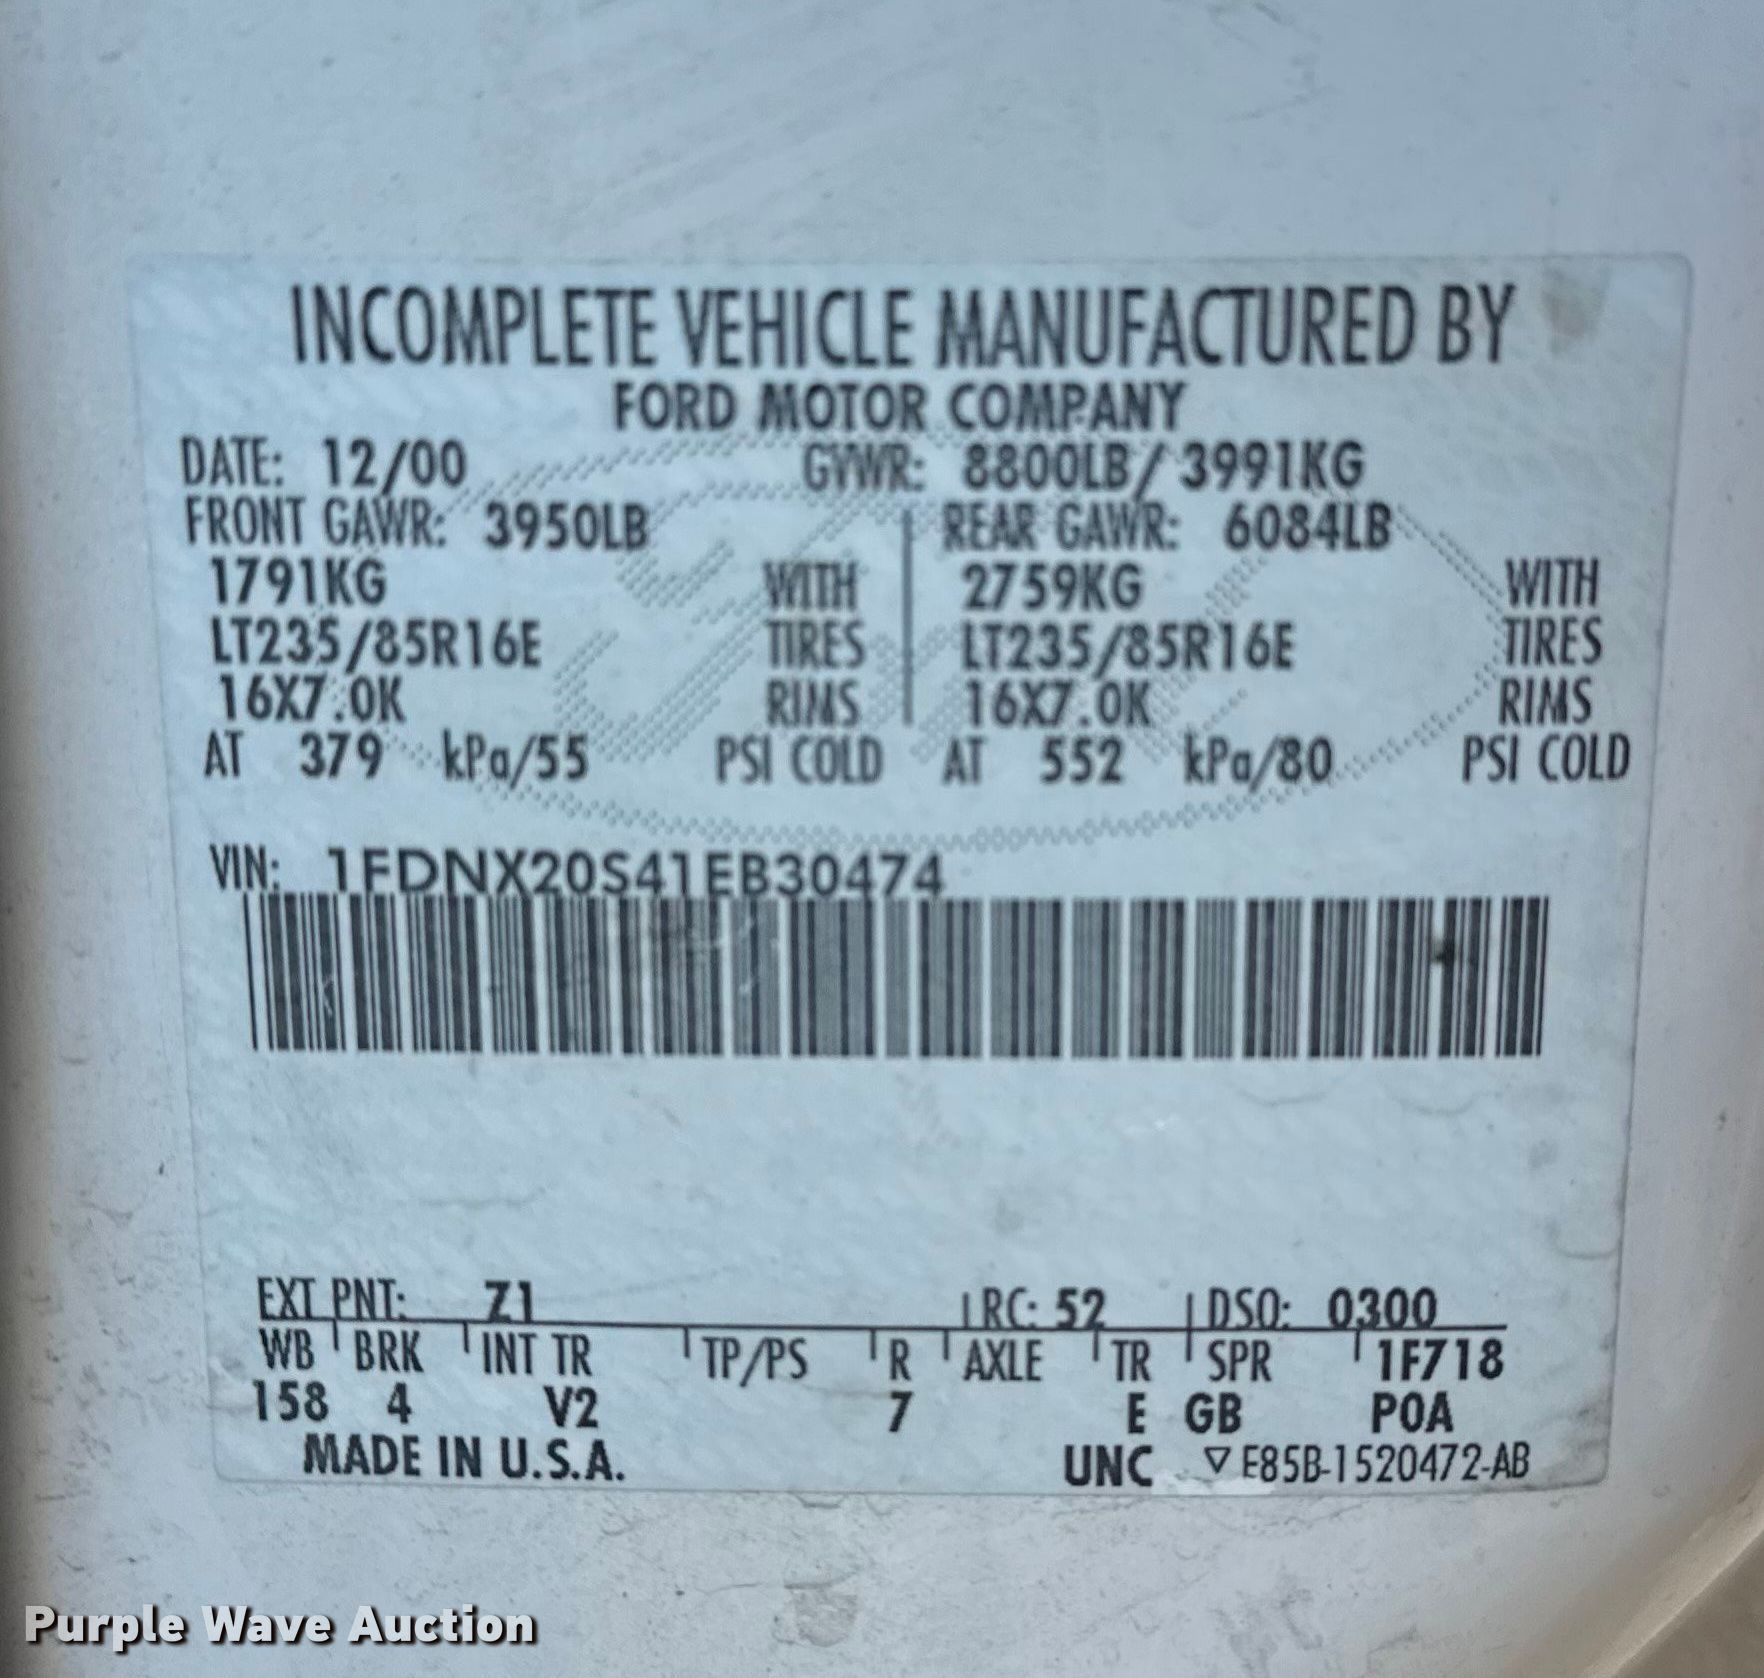 INCOMPLETE VEHICLE MANUFACTURED BY
FORD MOTOR COMPANY
DATE: 12/00 GVWR: 8800LB/ 3991KG
FRONT GAWR: 3950LB REAR GAWR: 6084LB
1791KG WITH 2759KG WITH
LT235/85R16E TIRES LT235/85R16E TIRES
16X7.0K RIMS 16X7.0K RIMS
AT 379 kPa/55 PSI COLD AT 552 kPa/80 PSI COLD
VIN: 1FDNX20S41EB30474
EXT PNT: Z1 RC: 52 DSO: 0300
WB BRK INT TR TP/PS R AXLE TR SPR 1F718
158 4 V2 7 E GB POA
MADE IN U.S.A. UNC ▽E85B-1520472-AB
Purple Wave Auction